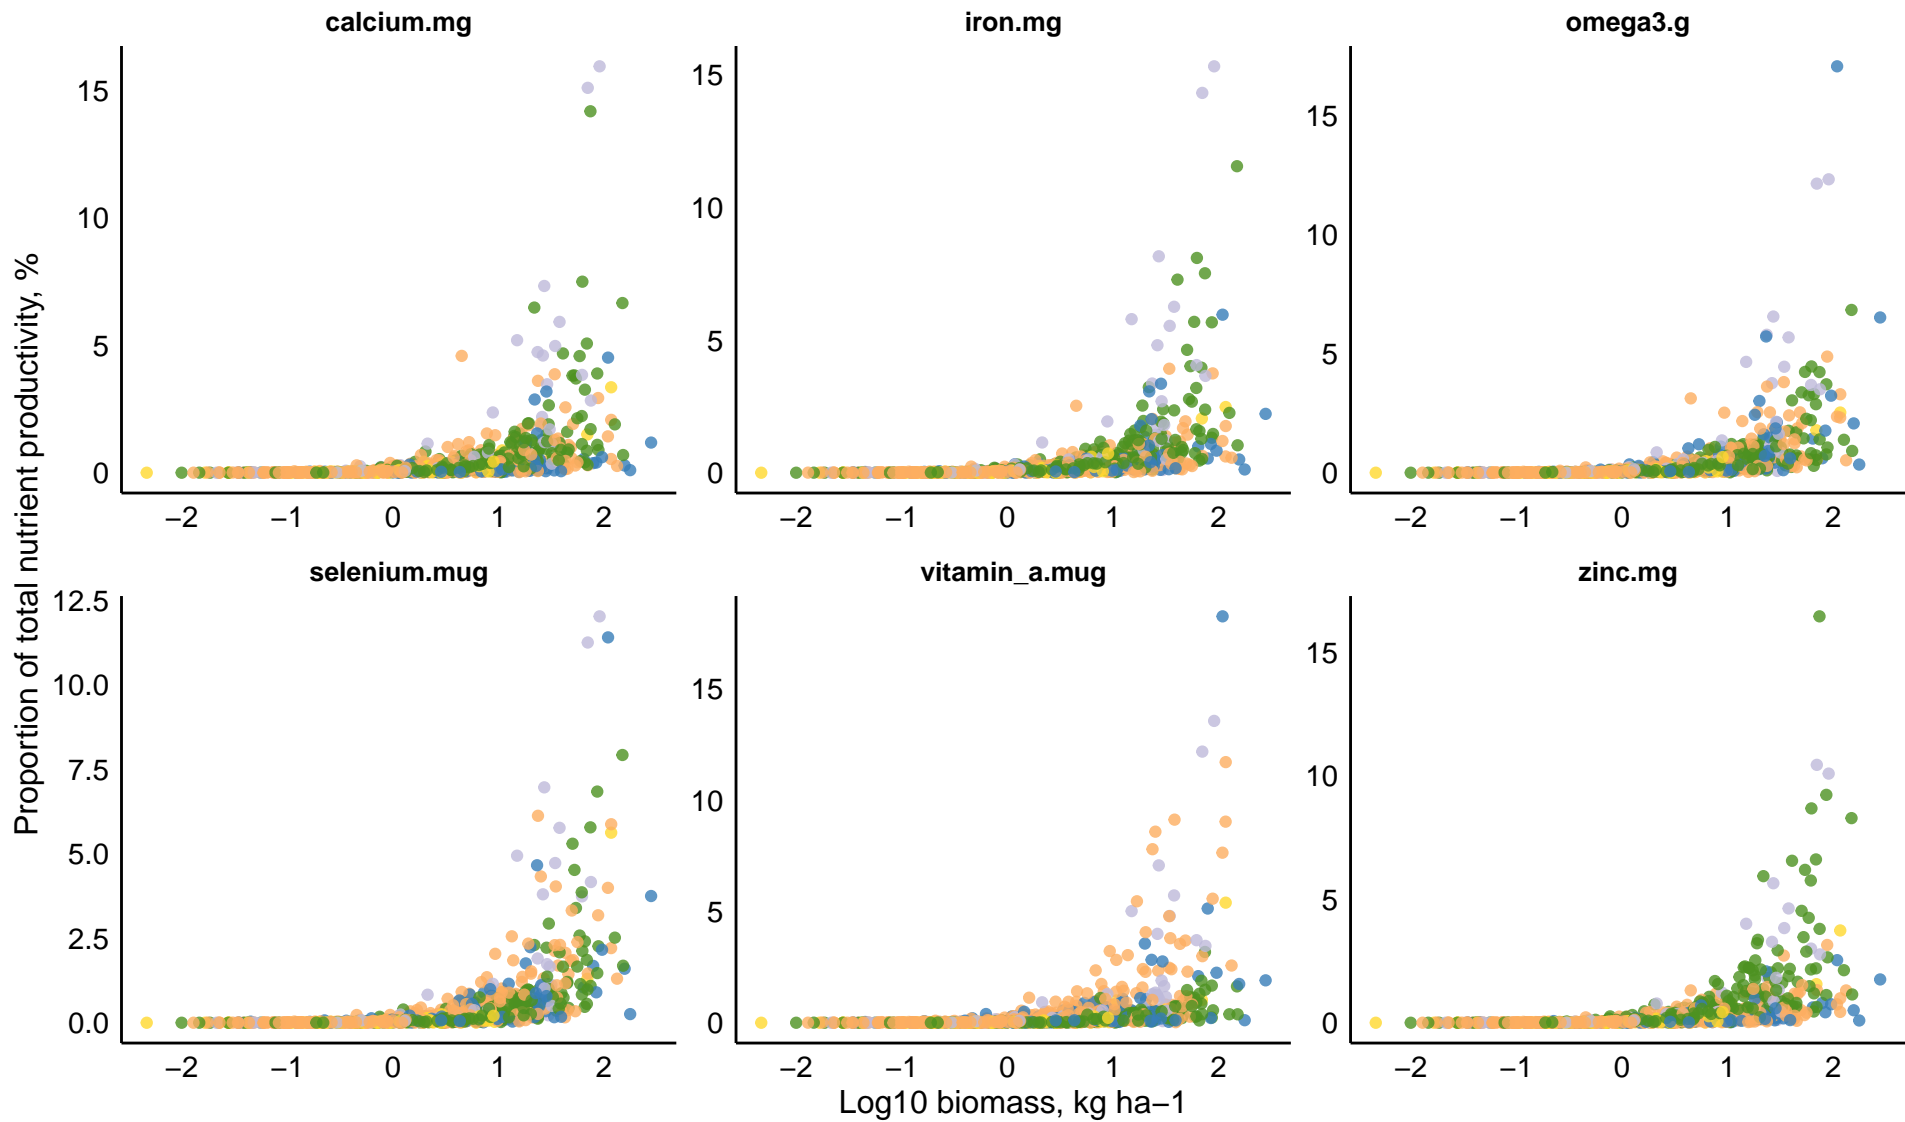 calcium.mg
iron.mg
omega3.g
15
10
5
0
−2 −1 0 1 2
15
10
5
0
−2 −1 0 1 2
15
10
5
0
−2 −1 0 1 2
Proportion of total nutrient productivity, %
selenium.mug
vitamin_a.mug
zinc.mg
12.5
10.0
7.5
5.0
2.5
0.0
−2 −1 0 1 2
15
10
5
0
−2 −1 0 1 2
15
10
5
0
−2 −1 0 1 2
Log10 biomass, kg ha−1